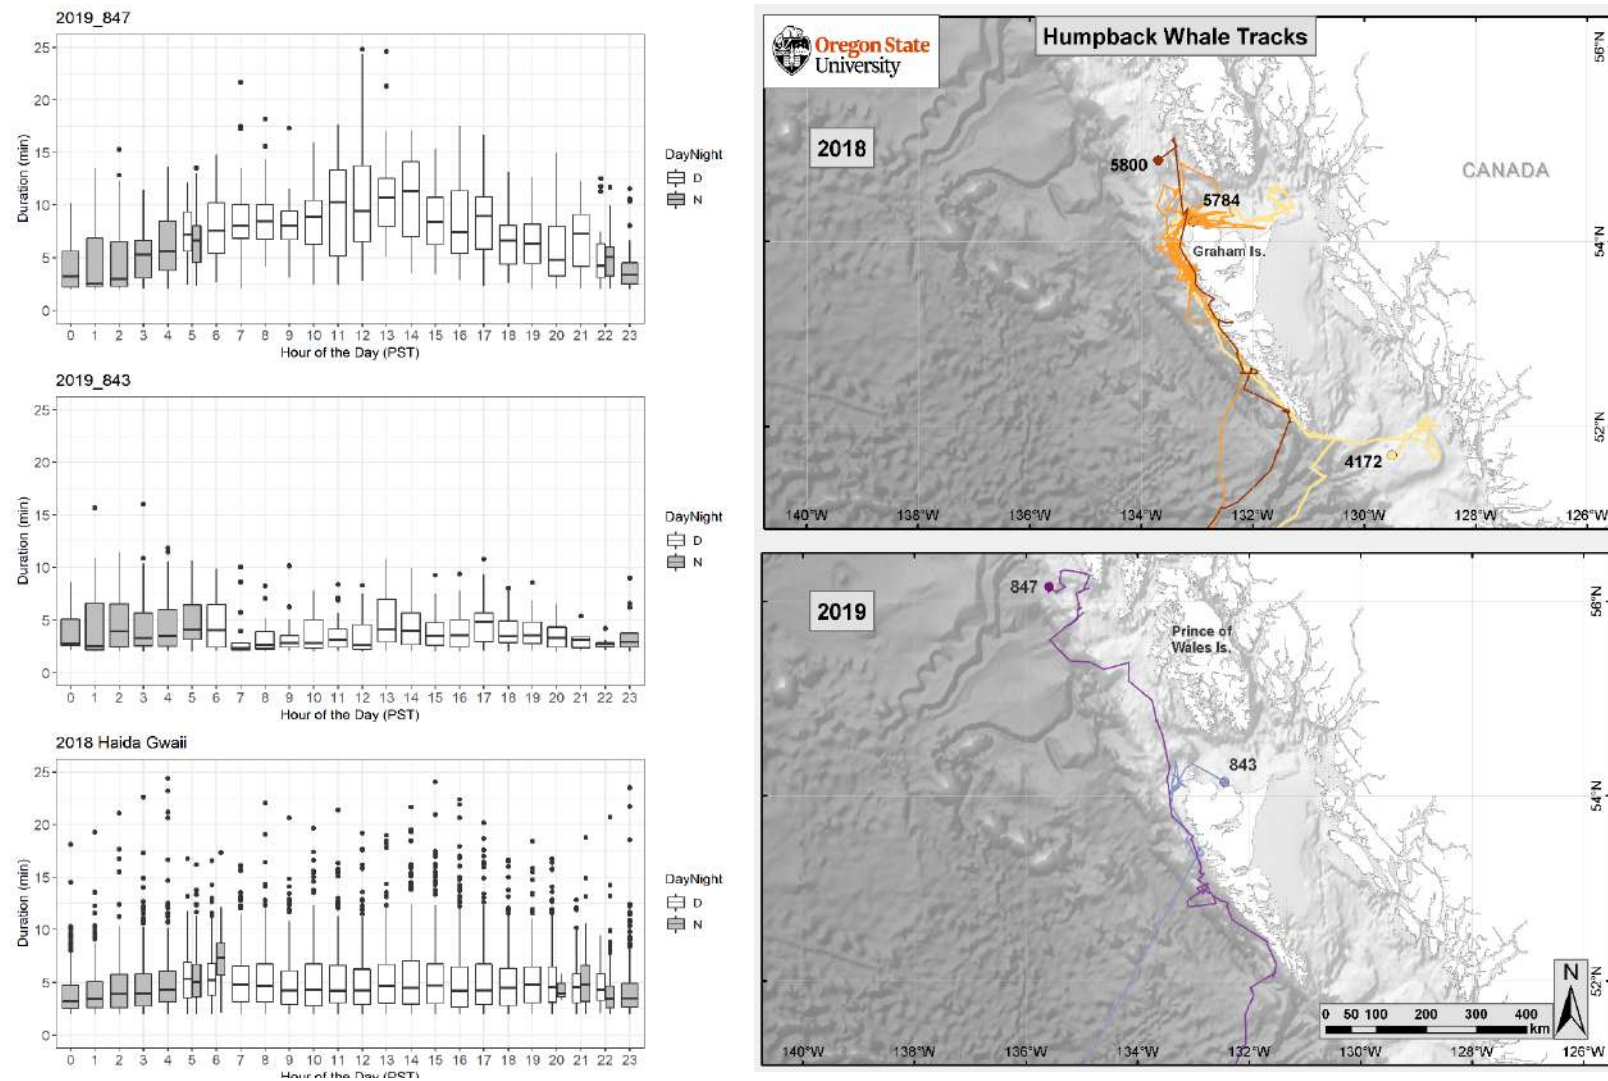 2019_847
25
20
15
10
5
0
Duration (min)
0 1 2 3 4 5 6 7 8 9 10 11 12 13 14 15 16 17 18 19 20 21 22 23
Hour of the Day (PST)
DayNight
D
N
2019_843
25
20
15
10
5
0
Duration (min)
0 1 2 3 4 5 6 7 8 9 10 11 12 13 14 15 16 17 18 19 20 21 22 23
Hour of the Day (PST)
DayNight
D
N
2018 Haida Gwaii
25
20
15
10
5
0
Duration (min)
0 1 2 3 4 5 6 7 8 9 10 11 12 13 14 15 16 17 18 19 20 21 22 23
Hour of the Day (PST)
DayNight
D
N
Oregon State
University
Humpback Whale Tracks
2018
CANADA
5800
5784
Graham Is.
4172
56°N
54°N
52°N
140°W 138°W 136°W 134°W 132°W 130°W 128°W 126°W
2019
847
Prince of
Wales Is.
843
56°N
54°N
52°N
N
0 50 100 200 300 400
km
140°W 138°W 136°W 134°W 132°W 130°W 128°W 126°W